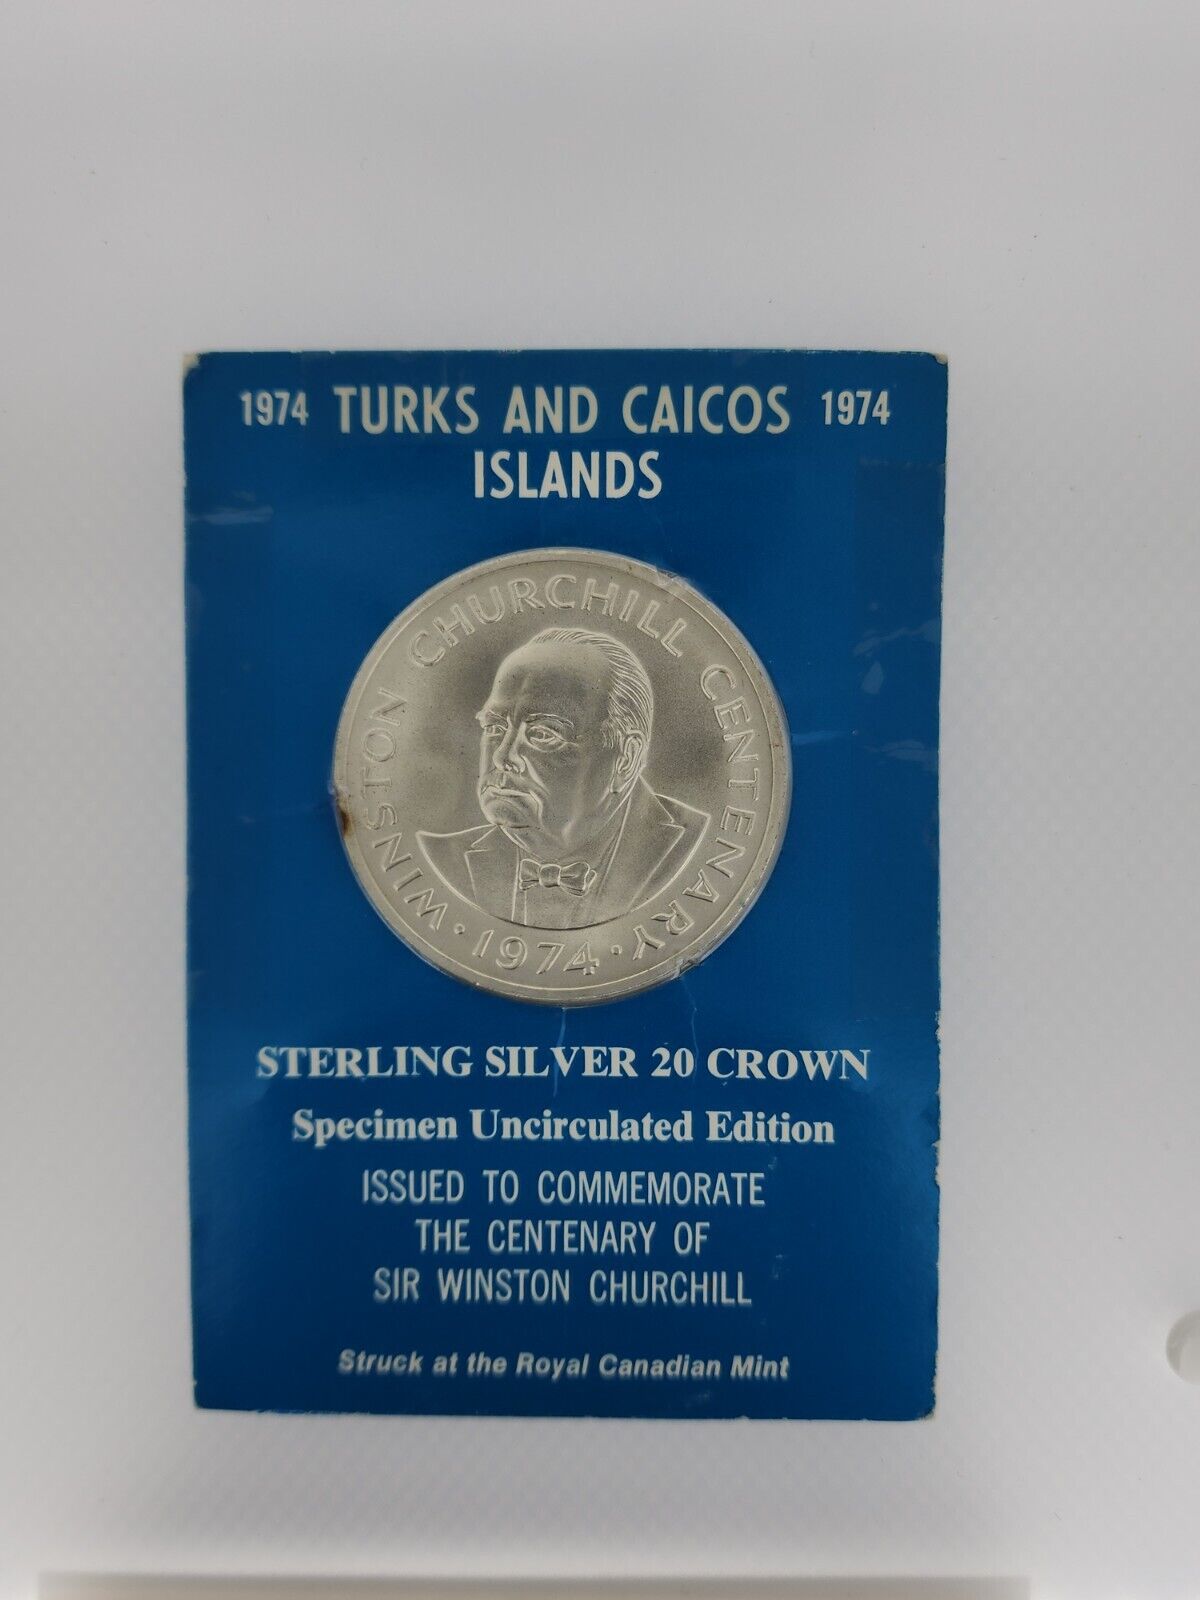 1974 TURKS AND CAICOS 1974
ISLANDS
WINSTON CHURCHILL CENTENARY
· 1974 ·
STERLING SILVER 20 CROWN
Specimen Uncirculated Edition
ISSUED TO COMMEMORATE
THE CENTENARY OF
SIR WINSTON CHURCHILL
Struck at the Royal Canadian Mint